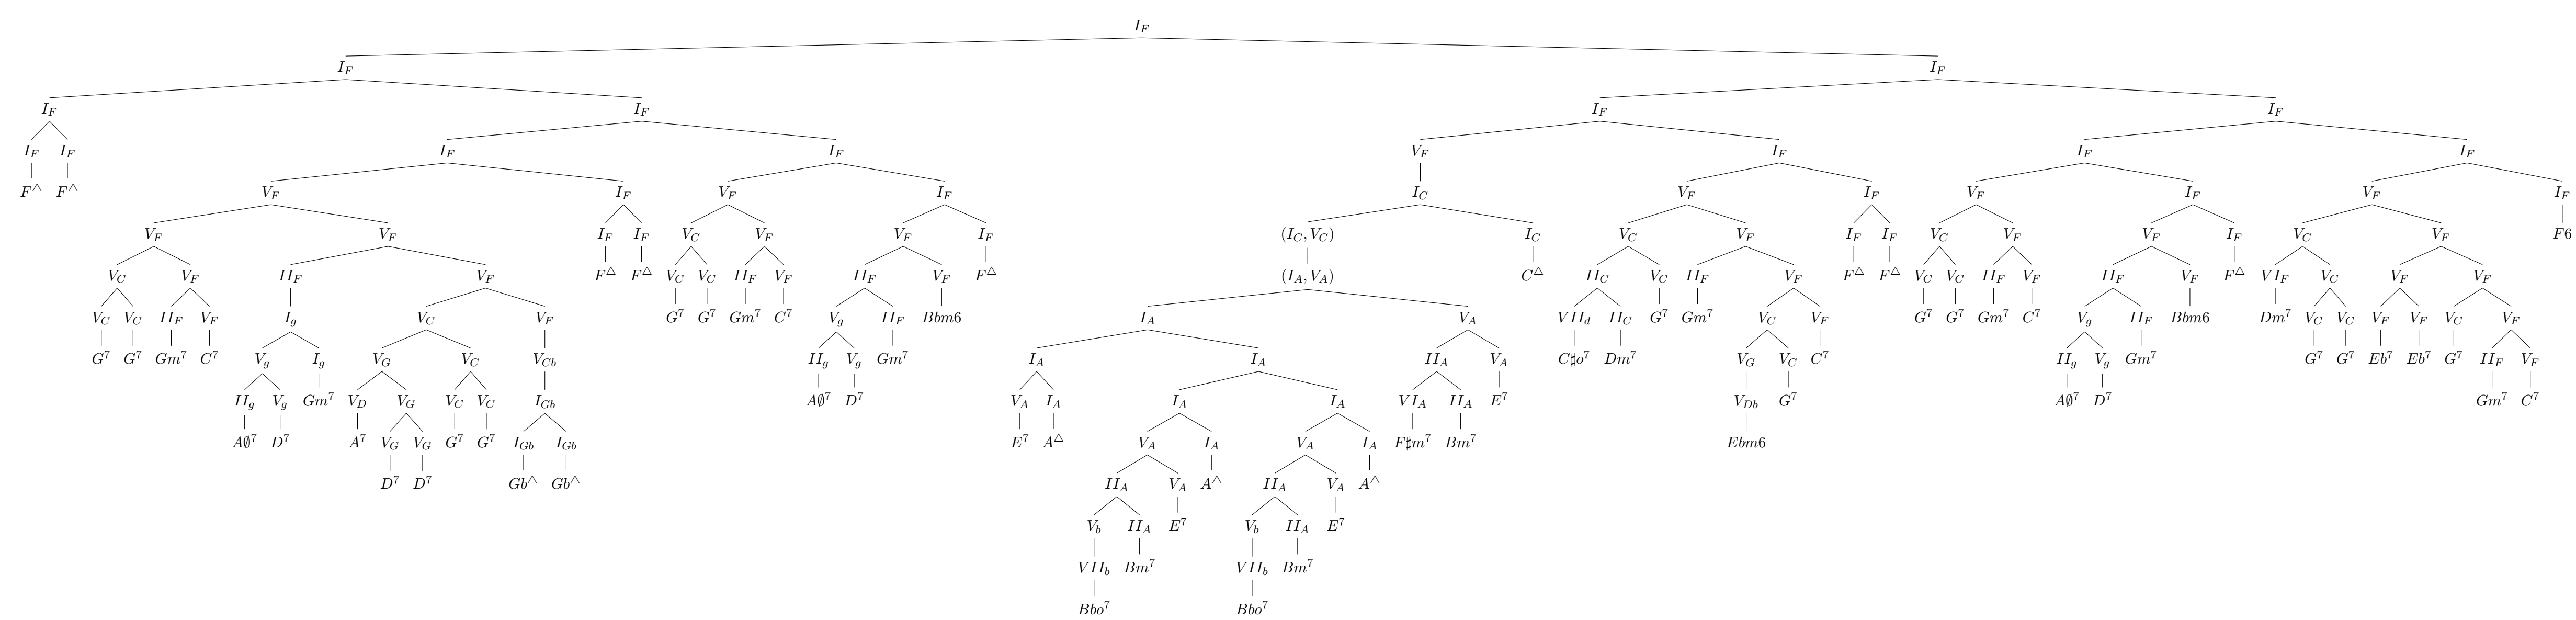 I_F
I_F I_F
I_F I_F I_F I_F
I_F I_F I_F I_F V_F I_F I_F I_F
F△ F△ V_F I_F V_F I_F I_C V_F I_F V_F I_F V_F I_F
V_F V_F I_F I_F V_C V_F V_F I_F (I_C, V_C) I_C V_C V_F I_F I_F V_C V_F V_F I_F V_C V_F F6
V_C V_F II_F V_F F△ F△ V_C V_C II_F V_F II_F V_F F△ (I_A, V_A) C△ II_C V_C II_F V_F F△ F△ V_C V_C II_F V_F II_F V_F F△ VI_F V_C V_F V_F
V_C V_C II_F V_F I_g V_C V_F G⁷ G⁷ Gm⁷ C⁷ V_g II_F Bbm6 I_A V_A VII_d II_C G⁷ Gm⁷ V_C V_F G⁷ G⁷ Gm⁷ C⁷ V_g II_F Bbm6 Dm⁷ V_C V_C V_F V_F V_C V_F
G⁷ G⁷ Gm⁷ C⁷ V_g I_g V_G V_C V_Cb II_g V_g Gm⁷ I_A I_A II_A V_A C♯o⁷ Dm⁷ V_G V_C C⁷ II_g V_g Gm⁷ G⁷ G⁷ Eb⁷ Eb⁷ G⁷ II_F V_F
II_g V_g Gm⁷ V_D V_G V_C V_C I_Gb A∅⁷ D⁷ V_A I_A I_A I_A VI_A II_A E⁷ V_Db G⁷ A∅⁷ D⁷ Gm⁷ C⁷
A∅⁷ D⁷ A⁷ V_G V_G G⁷ G⁷ I_Gb I_Gb E⁷ A△ V_A I_A V_A I_A F♯m⁷ Bm⁷ Ebm6
D⁷ D⁷ Gb△ Gb△ II_A V_A A△ II_A V_A A△
V_b II_A E⁷ V_b II_A E⁷
VII_b Bm⁷ VII_b Bm⁷
Bbo⁷ Bbo⁷